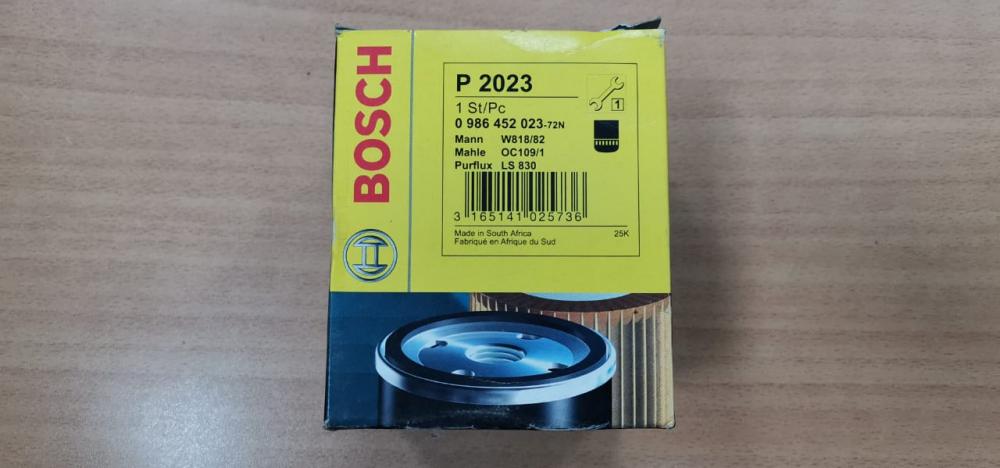 BOSCH
P 2023
1
1 St/Pc
0 986 452 023-72N
Mann W818/82
Mahle OC109/1
Purflux LS 830
3 165141 025736
Made in South Africa 25K
Fabriqué en Afrique du Sud